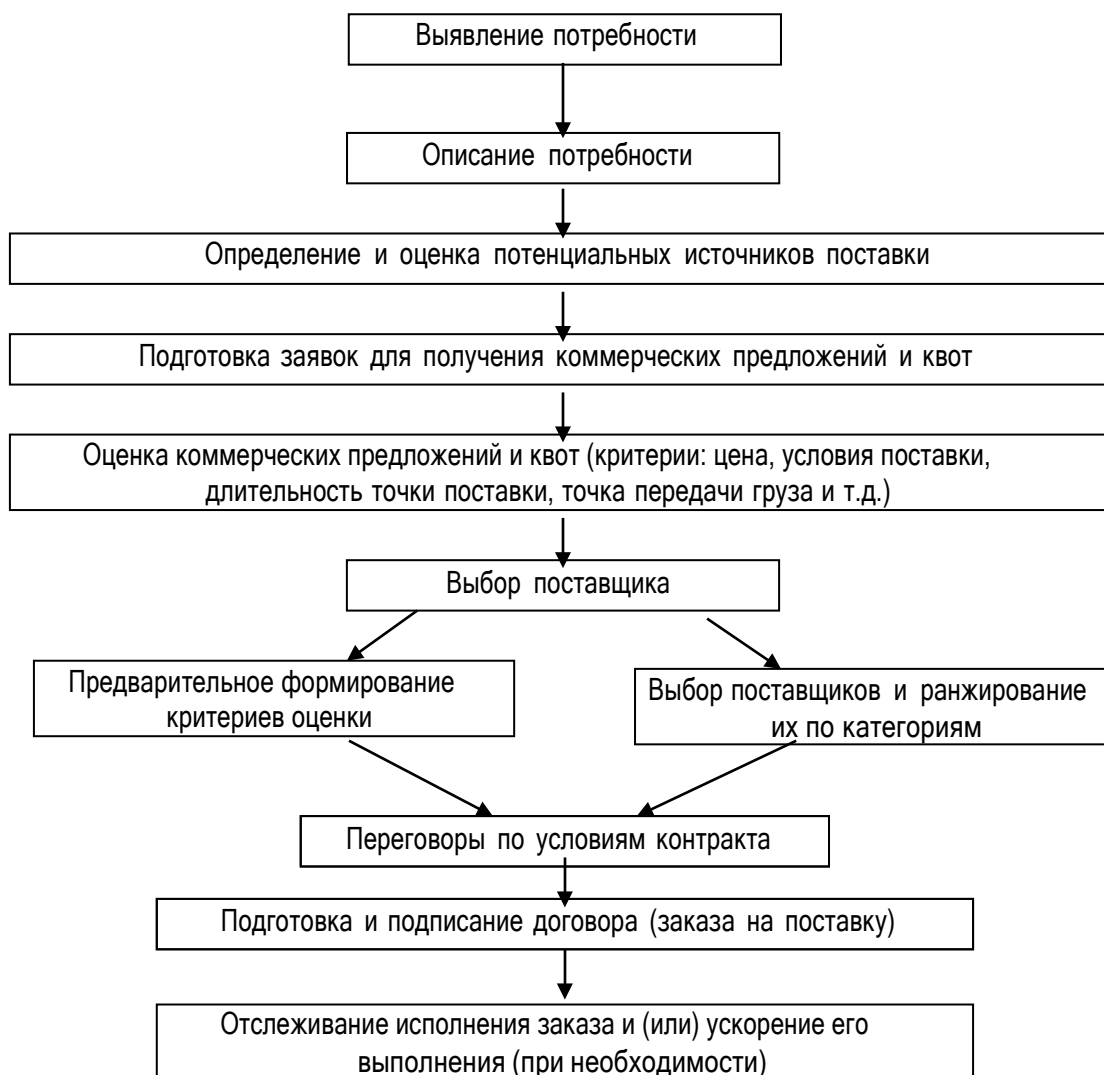 Выявление потребности
Описание потребности
Определение и оценка потенциальных источников поставки
Подготовка заявок для получения коммерческих предложений и квот
Оценка коммерческих предложений и квот (критерии: цена, условия поставки,
длительность точки поставки, точка передачи груза и т.д.)
Выбор поставщика
Предварительное формирование
критериев оценки
Выбор поставщиков и ранжирование
их по категориям
Переговоры по условиям контракта
Подготовка и подписание договора (заказа на поставку)
Отслеживание исполнения заказа и (или) ускорение его
выполнения (при необходимости)